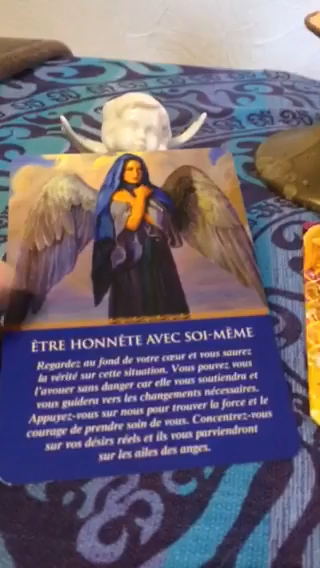 ÊTRE HONNÊTE AVEC SOI-MÊME
Regardez au fond de votre cœur et vous saurez
la vérité sur cette situation. Vous pouvez vous
l'avouer sans danger car elle vous soutiendra et
vous guidera vers les changements nécessaires.
Appuyez-vous sur nous pour trouver la force et le
courage de prendre soin de vous. Concentrez-vous
sur vos désirs réels et ils vous parviendront
sur les ailes des anges.